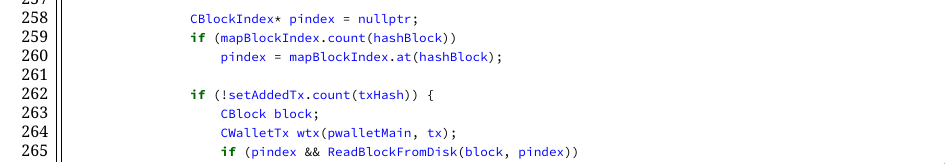 258 CBlockIndex* pindex = nullptr;
259 if (mapBlockIndex.count(hashBlock))
260 pindex = mapBlockIndex.at(hashBlock);
261
262 if (!setAddedTx.count(txHash)) {
263 CBlock block;
264 CWalletTx wtx(pwalletMain, tx);
265 if (pindex && ReadBlockFromDisk(block, pindex))